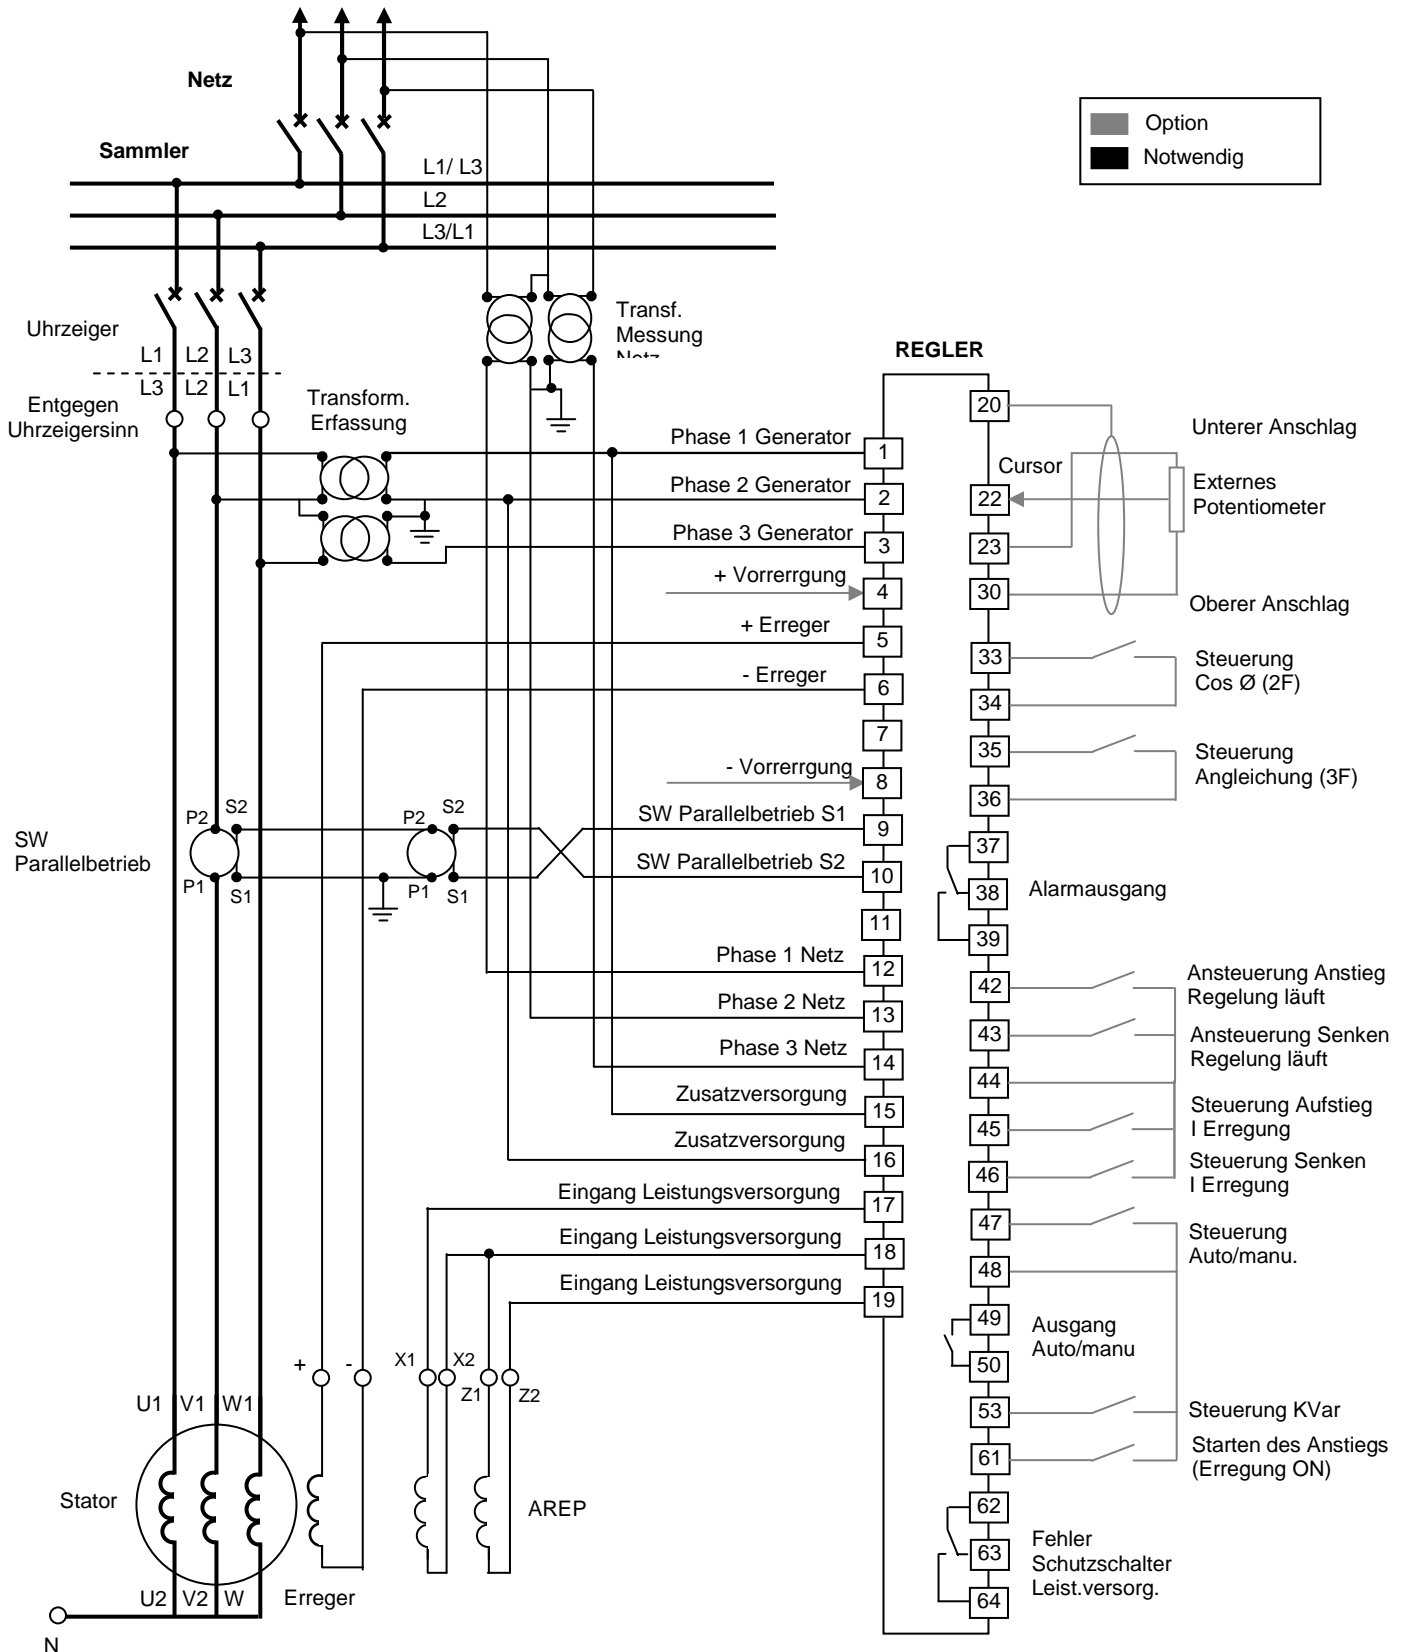 Netz
Option
Notwendig
Sammler
L1/ L3
L2
L3/L1
Uhrzeiger
L1 L2 L3
L3 L2 L1
Entgegen
Uhrzeigersinn
Transf.
Messung
Netz
Transform.
Erfassung
REGLER
Phase 1 Generator
1
Phase 2 Generator
2
Phase 3 Generator
3
+ Vorrerrgung
4
+ Erreger
5
- Erreger
6
7
- Vorrerrgung
8
SW Parallelbetrieb S1
9
SW Parallelbetrieb S2
10
11
Phase 1 Netz
12
Phase 2 Netz
13
Phase 3 Netz
14
Zusatzversorgung
15
Zusatzversorgung
16
Eingang Leistungsversorgung
17
Eingang Leistungsversorgung
18
Eingang Leistungsversorgung
19
20
Unterer Anschlag
Cursor
22
Externes
Potentiometer
23
30
Oberer Anschlag
33
Steuerung
Cos Ø (2F)
34
35
Steuerung
Angleichung (3F)
36
37
38
Alarmausgang
39
42
Ansteuerung Anstieg
Regelung läuft
43
Ansteuerung Senken
Regelung läuft
44
45
Steuerung Aufstieg
I Erregung
46
Steuerung Senken
I Erregung
47
Steuerung
Auto/manu.
48
49
Ausgang
Auto/manu
50
53
Steuerung KVar
61
Starten des Anstiegs
(Erregung ON)
62
63
Fehler
Schutzschalter
Leist.versorg.
64
SW
Parallelbetrieb
P2 S2
P1 S1
P2 S2
P1 S1
+ -
X1 X2
Z1 Z2
U1 V1 W1
Stator
AREP
U2 V2 W
Erreger
N